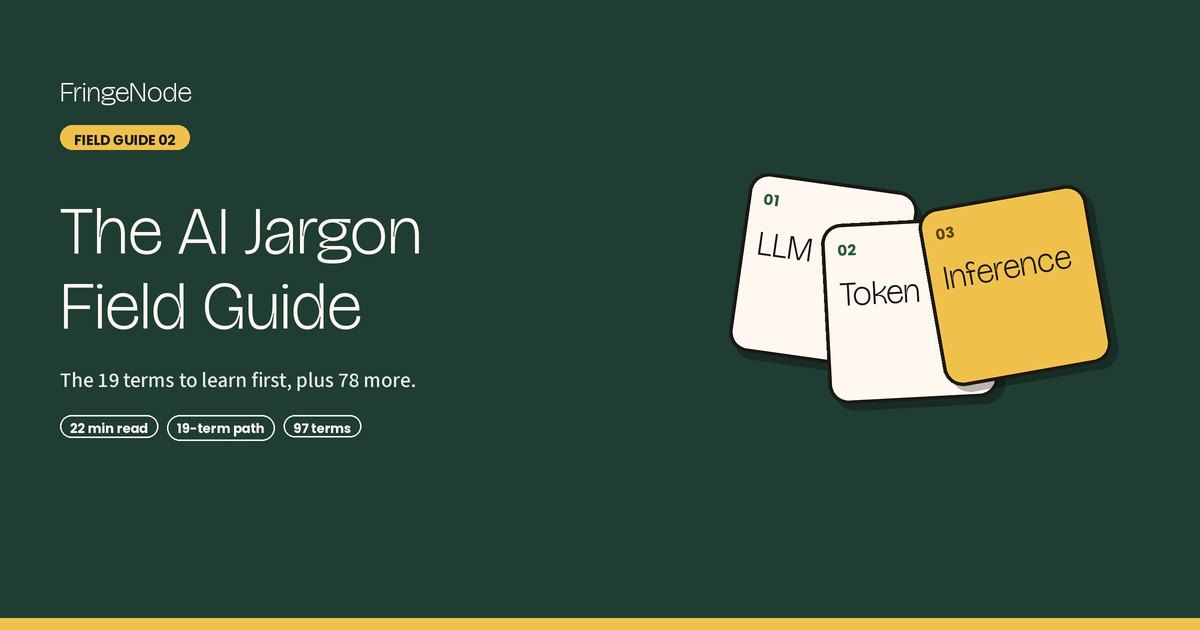 FringeNode
FIELD GUIDE 02
The AI Jargon
Field Guide
The 19 terms to learn first, plus 78 more.
22 min read
19-term path
97 terms
01
LLM
02
Token
03
Inference